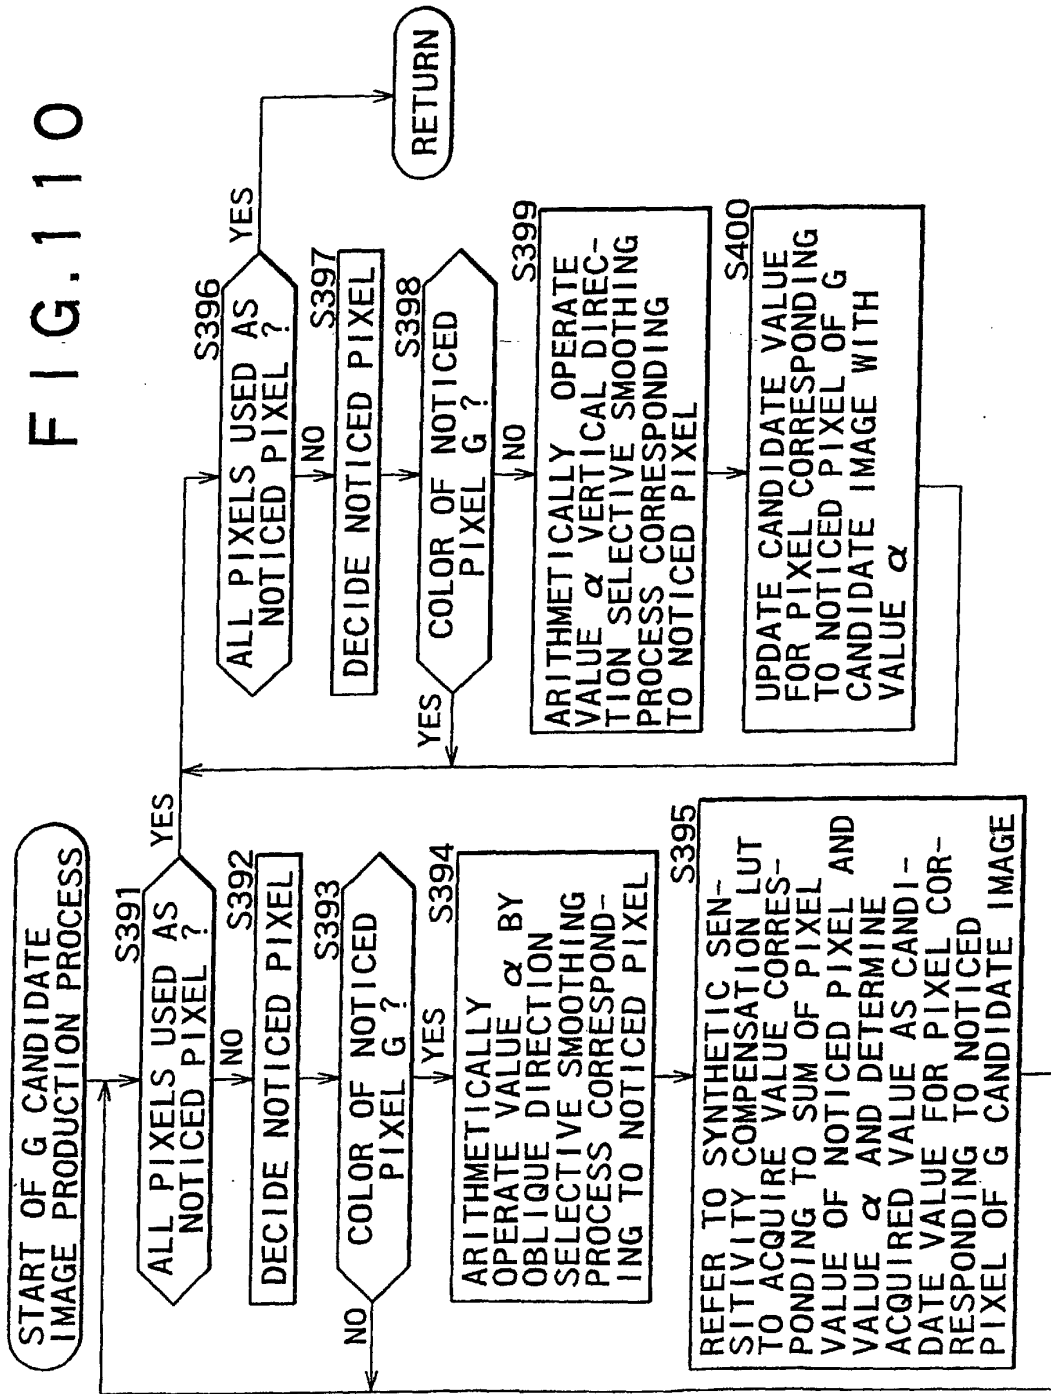 FIG.110
START OF G CANDIDATE
IMAGE PRODUCTION PROCESS
S391
ALL PIXELS USED AS
NOTICED PIXEL ?
YES
NO
S392
DECIDE NOTICED PIXEL
S393
COLOR OF NOTICED
PIXEL G?
NO
YES
S394
ARITHMETICALLY
OPERATE VALUE α BY
OBLIQUE DIRECTION
SELECTIVE SMOOTHING
PROCESS CORRESPOND-
ING TO NOTICED PIXEL
S395
REFER TO SYNTHETIC SEN-
SITIVITY COMPENSATION LUT
TO ACQUIRE VALUE CORRES-
PONDING TO SUM OF PIXEL
VALUE OF NOTICED PIXEL AND
VALUE α AND DETERMINE
ACQUIRED VALUE AS CANDI-
DATE VALUE FOR PIXEL COR-
RESPONDING TO NOTICED
PIXEL OF G CANDIDATE IMAGE
S396
ALL PIXELS USED AS
NOTICED PIXEL ?
YES
NO
RETURN
S397
DECIDE NOTICED PIXEL
S398
COLOR OF NOTICED
PIXEL G?
YES
NO
S399
ARITHMETICALLY OPERATE
VALUE α VERTICAL DIREC-
TION SELECTIVE SMOOTHING
PROCESS CORRESPONDING
TO NOTICED PIXEL
S400
UPDATE CANDIDATE VALUE
FOR PIXEL CORRESPONDING
TO NOTICED PIXEL OF G
CANDIDATE IMAGE WITH
VALUE α